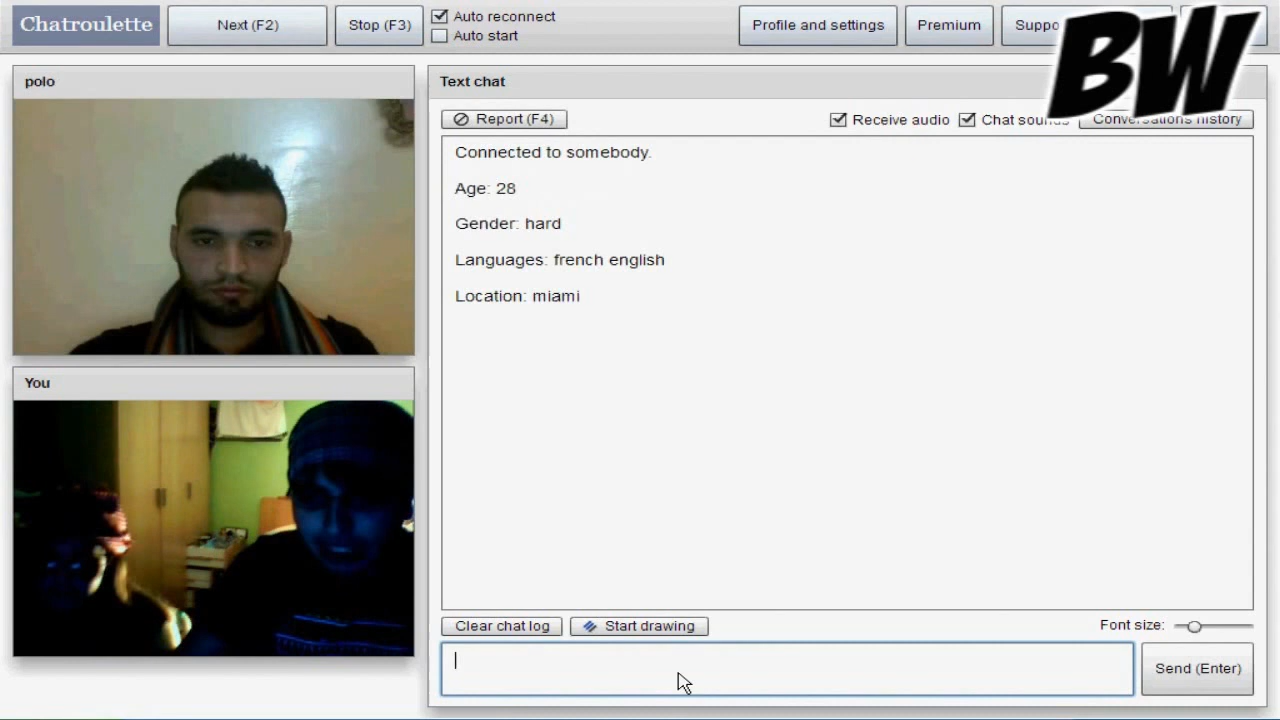 Chatroulette
Next (F2)
Stop (F3)
Auto reconnect
Auto start
Profile and settings
Premium
BW
polo
Text chat
Report (F4)
Receive audio
Chat sounds
Conversations history
Connected to somebody.
Age: 28
Gender: hard
Languages: french english
Location: miami
You
Clear chat log
Start drawing
Font size:
Send (Enter)